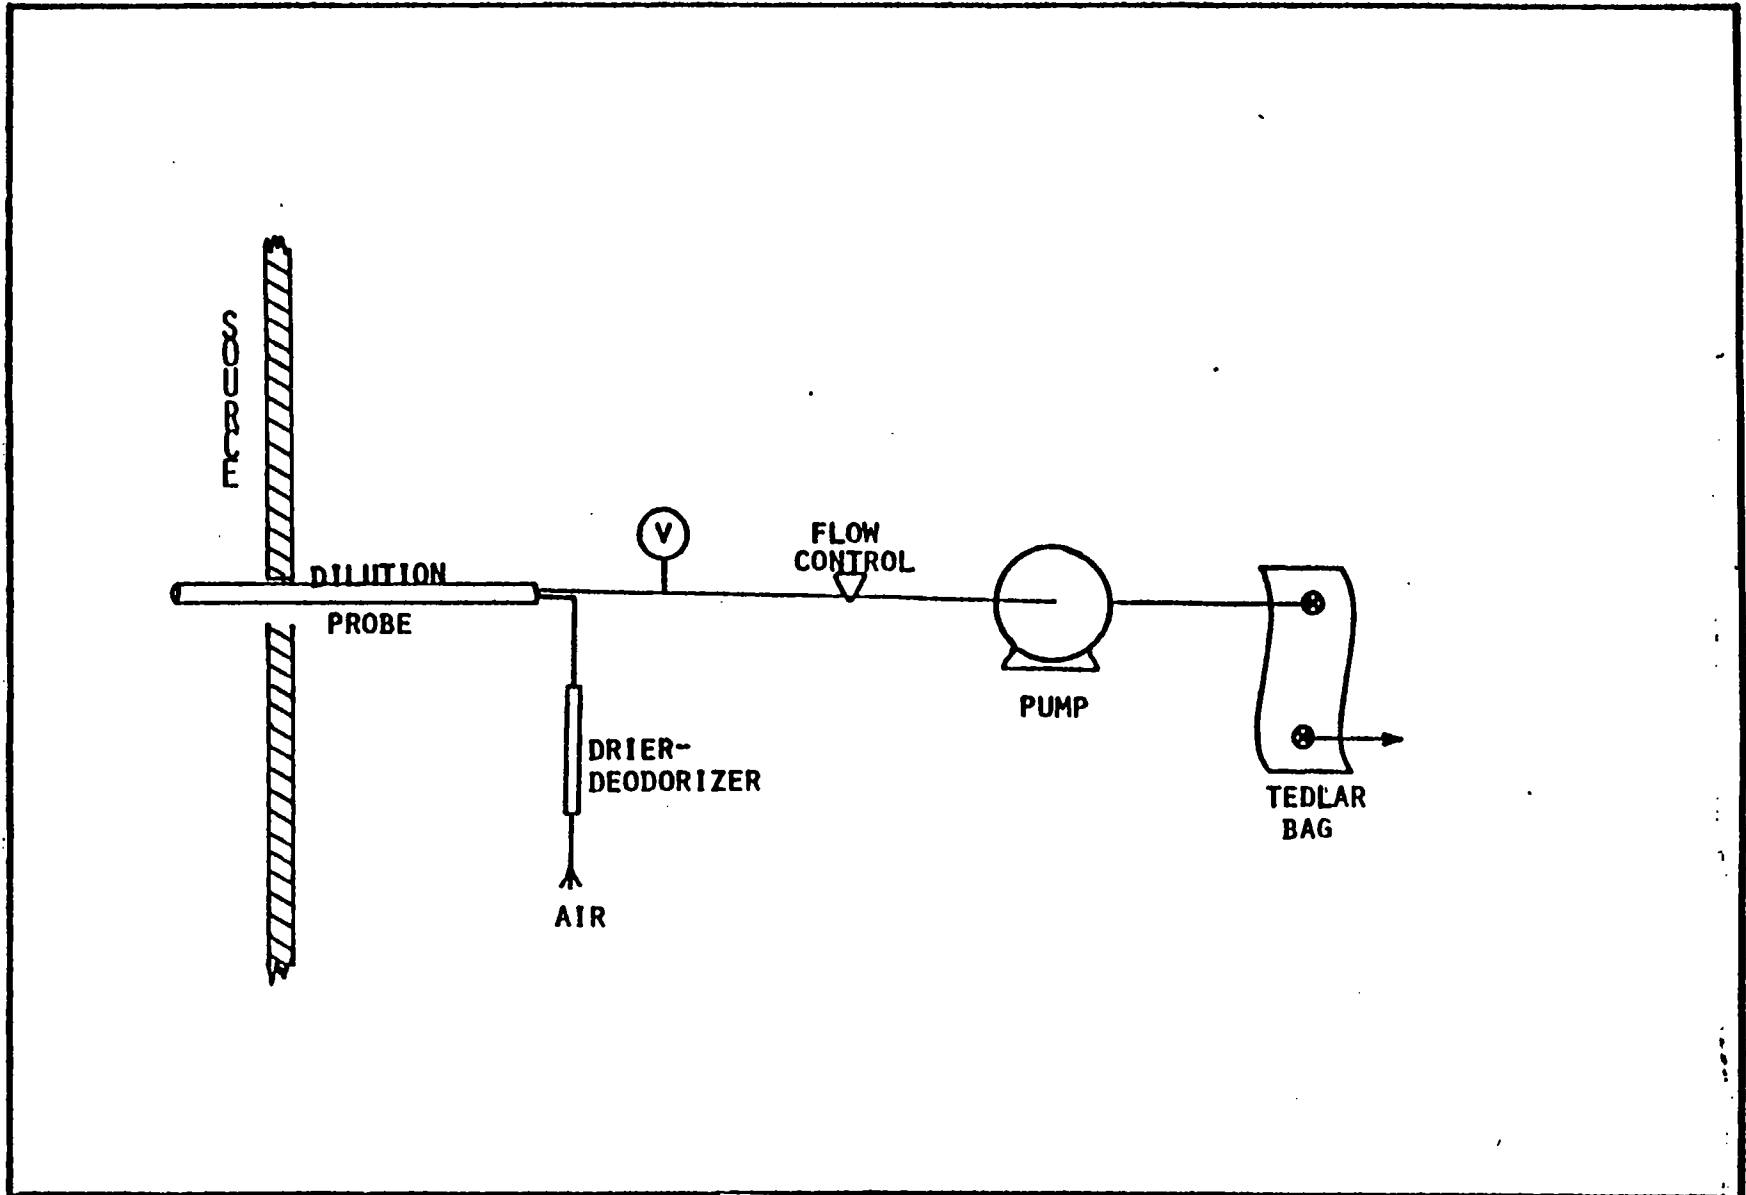 SOURCE
DILUTION
PROBE
V
FLOW
CONTROL
PUMP
DRIER-
DEODORIZER
AIR
TEDLAR
BAG